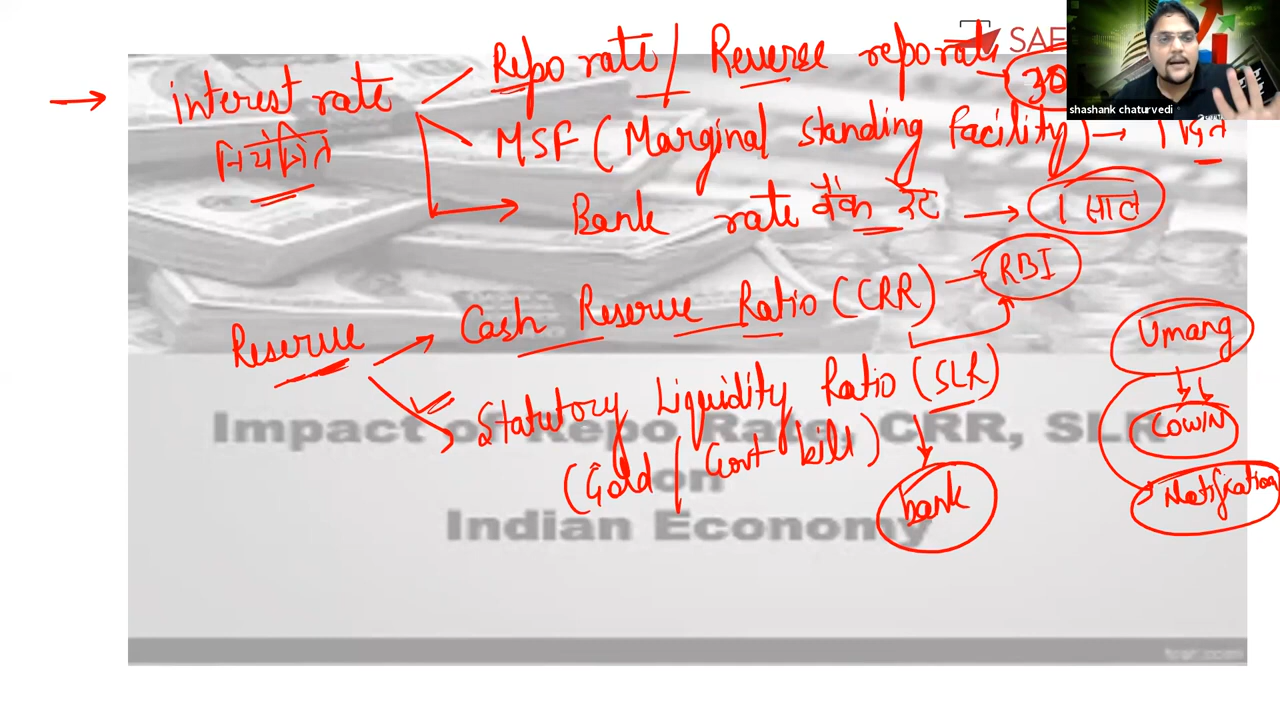 SAF
shashank chaturvedi
→ interest rate
नियंत्रित
Repo rate / Reverse repo rate – 30
MSF (Marginal Standing facility) → 1 दिन
Bank rate बैंक रेट → 1 साल
Reserve
Cash Reserve Ratio (CRR) → RBI
Statutory Liquidity Ratio (SLR)
(Gold / Govt bill)
bank
Umang
COWIN
Notification
Impact of Repo Rate, CRR, SLR
on
Indian Economy